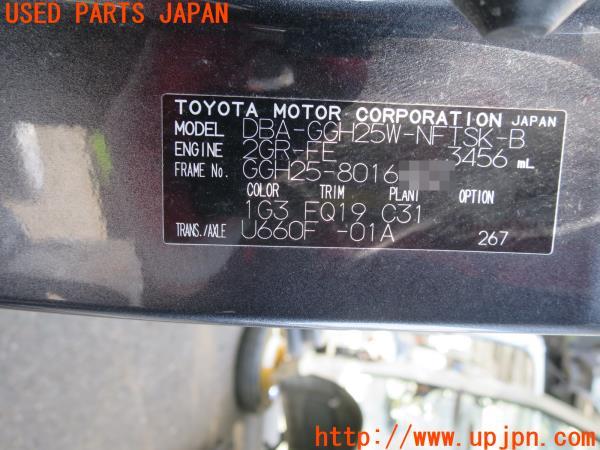 USED PARTS JAPAN
TOYOTA MOTOR CORPORATION JAPAN
MODEL DBA-GGH25W-NFTSK-B
ENGINE 2GR-FE 3456 mL
FRAME No. GGH25-8016
COLOR TRIM PLANT OPTION
1G3 FQ19 C31
TRANS./AXLE U660F -01A 267
http://www.upjpn.com/